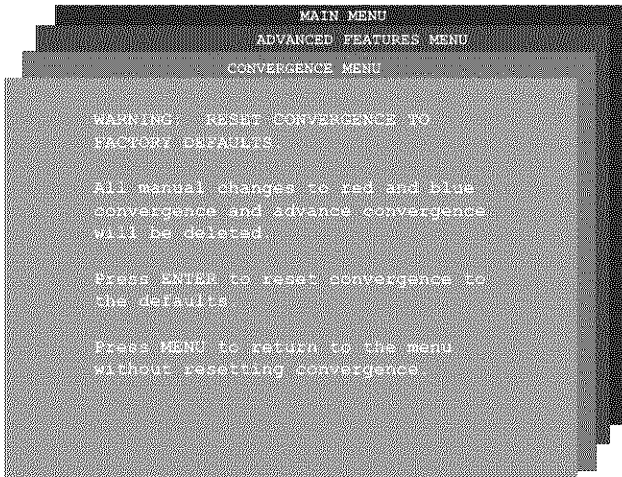 MAIN MENU
ADVANCED FEATURES MENU
CONVERGENCE MENU
WARNING RESET CONVERGENCE TO
FACTORY DEFAULTS
All manual changes to red and blue
convergence and advance convergence
will be deleted.
Press ENTER to reset convergence to
the defaults
Press MENU to return to the menu
without resetting convergence.